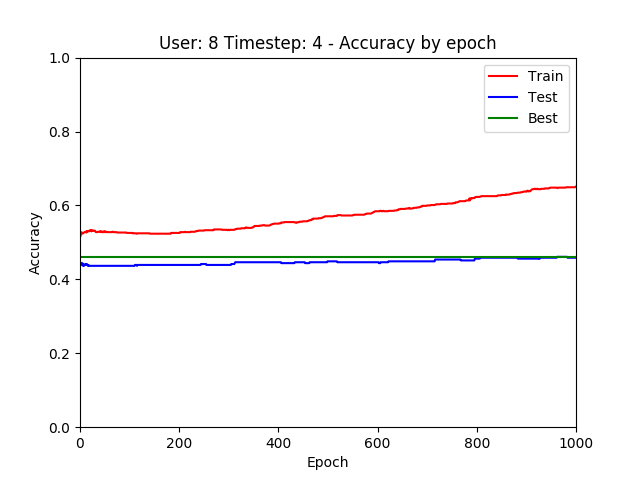 User: 8 Timestep: 4 - Accuracy by epoch
1.0
0.8
0.6
0.4
0.2
0.0
Accuracy
Train
Test
Best
0 200 400 600 800 1000
Epoch